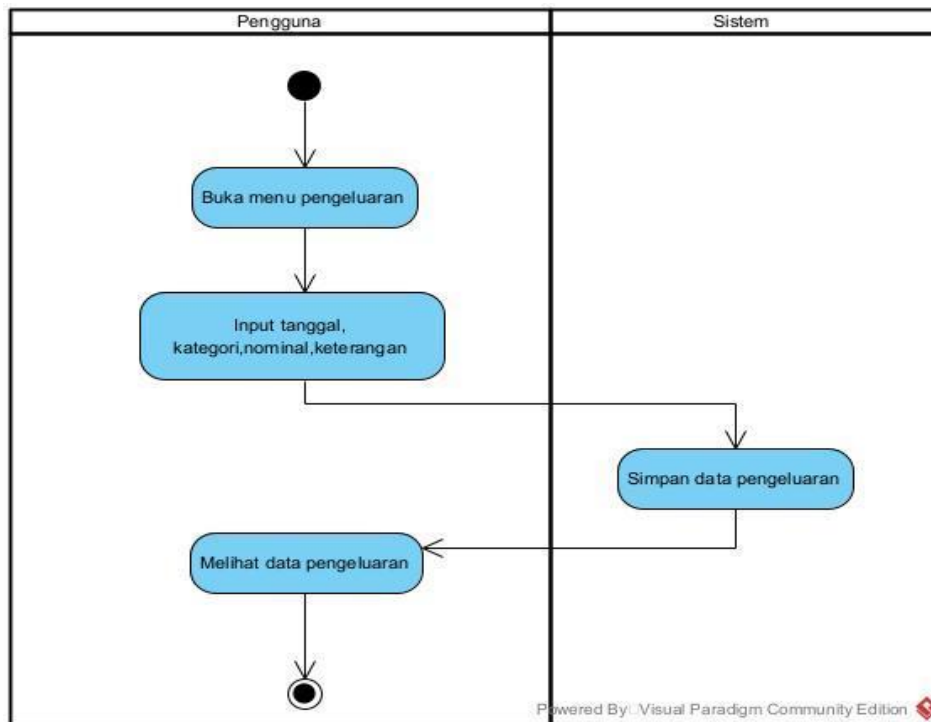 Pengguna
Sistem
Buka menu pengeluaran
Input tanggal,
kategori,nominal,keterangan
Simpan data pengeluaran
Melihat data pengeluaran
Powered By Visual Paradigm Community Edition